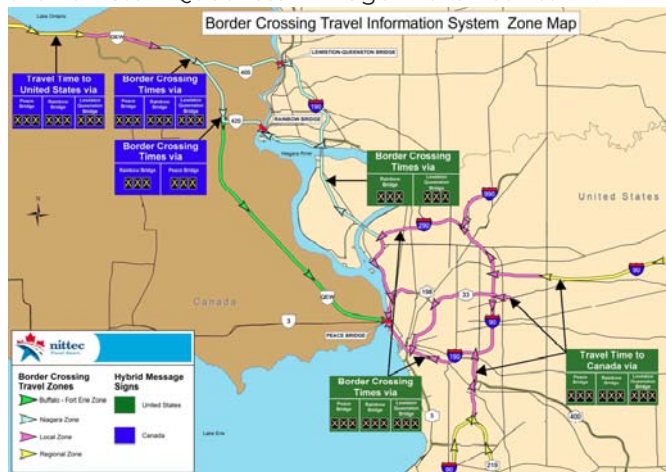 Border Crossing Travel Information System Zone Map
Lake Ontario
QEW
LEWISTON-QUEENSTON BRIDGE
405
190
Travel Time to
United States via
Peace
Bridge
Rainbow
Bridge
Lewiston
Queenston
Bridge
XXX
XXX
XXX
Border Crossing
Times via
Peace
Bridge
Rainbow
Bridge
Lewiston
Queenston
Bridge
XXX
XXX
XXX
420
RAINBOW BRIDGE
Border Crossing
Times via
Rainbow Bridge
Peace Bridge
XXX
XXX
Niagara River
Border Crossing
Times via
Rainbow
Bridge
Lewiston
Queenston
Bridge
XXX
XXX
990
United States
290
90
N
Canada
QEW
198
33
90
3
PEACE BRIDGE
190
nittec
Border Crossing
Travel Zones
Buffalo - Fort Erie Zone
Niagara Zone
Local Zone
Regional Zone
Hybrid Message
Signs
United States
Canada
Lake Erie
Border Crossing
Times via
Peace
Bridge
Rainbow
Bridge
Lewiston
Queenston
Bridge
XXX
XXX
XXX
5
Travel Time to
Canada via
Peace
Bridge
Rainbow
Bridge
Lewiston
Queenston
Bridge
XXX
XXX
XXX
400
90
219